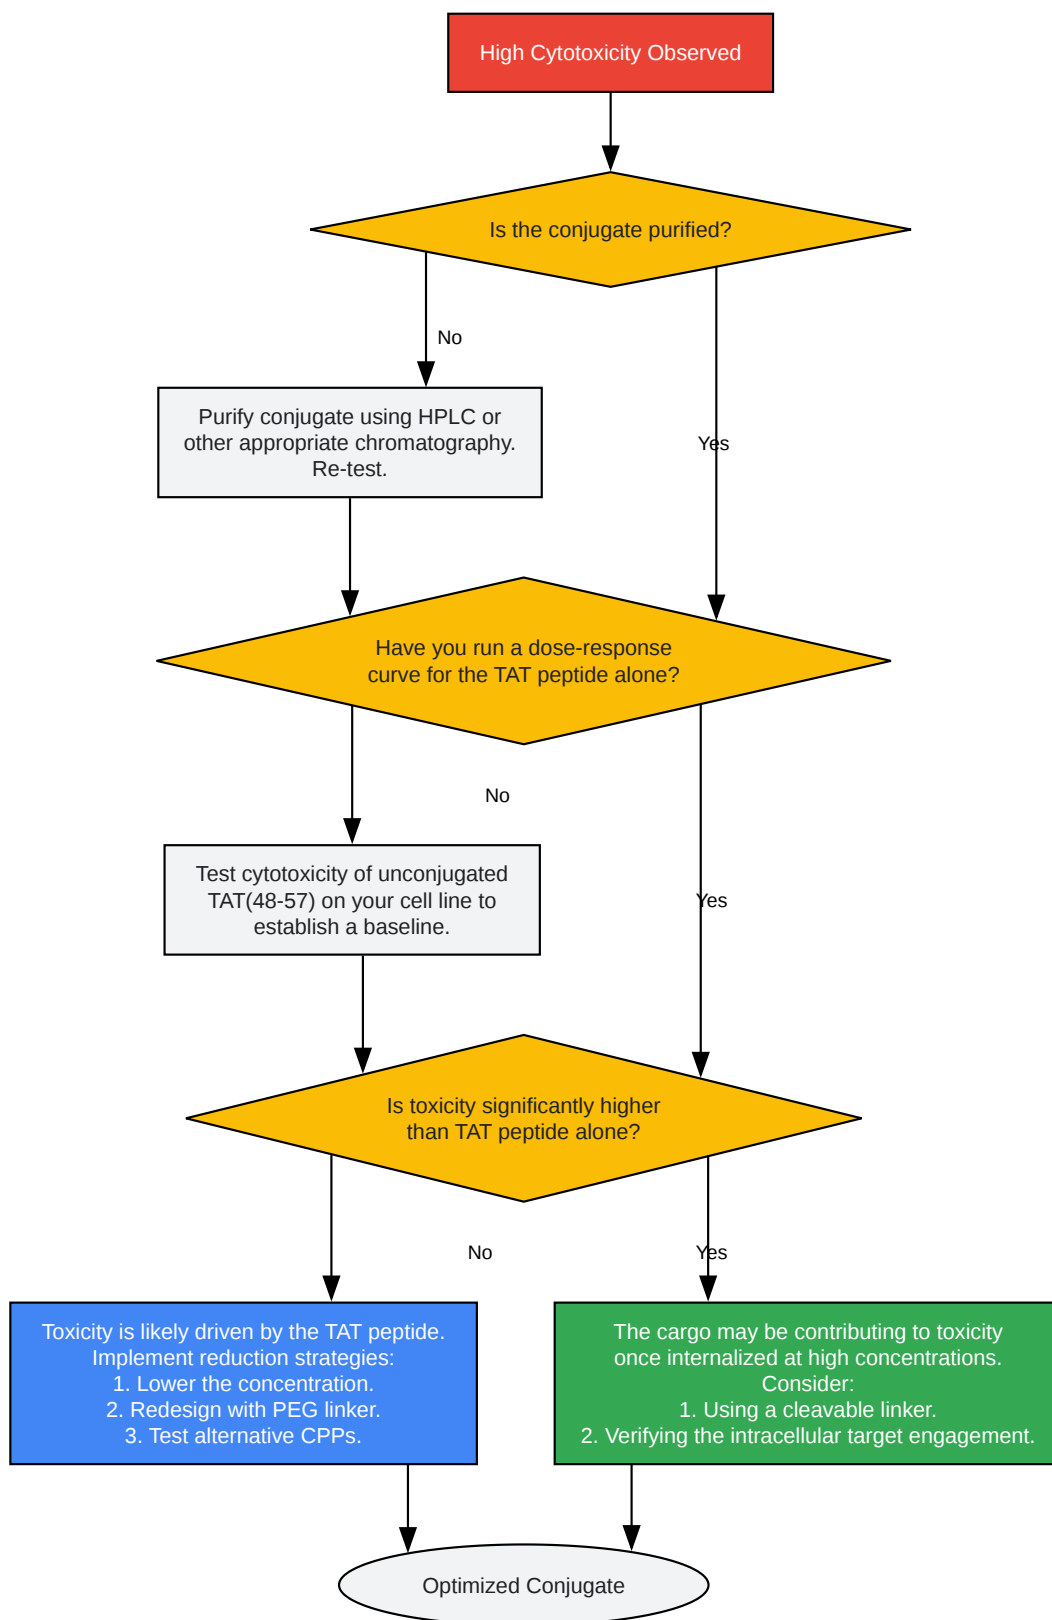 High Cytotoxicity Observed
Is the conjugate purified?
No
Purify conjugate using HPLC or
other appropriate chromatography.
Re-test.
Yes
Have you run a dose-response
curve for the TAT peptide alone?
No
Test cytotoxicity of unconjugated
TAT(48-57) on your cell line to
establish a baseline.
Yes
Is toxicity significantly higher
than TAT peptide alone?
No
Yes
Toxicity is likely driven by the TAT peptide.
Implement reduction strategies:
1. Lower the concentration.
2. Redesign with PEG linker.
3. Test alternative CPPs.
The cargo may be contributing to toxicity
once internalized at high concentrations.
Consider:
1. Using a cleavable linker.
2. Verifying the intracellular target engagement.
Optimized Conjugate